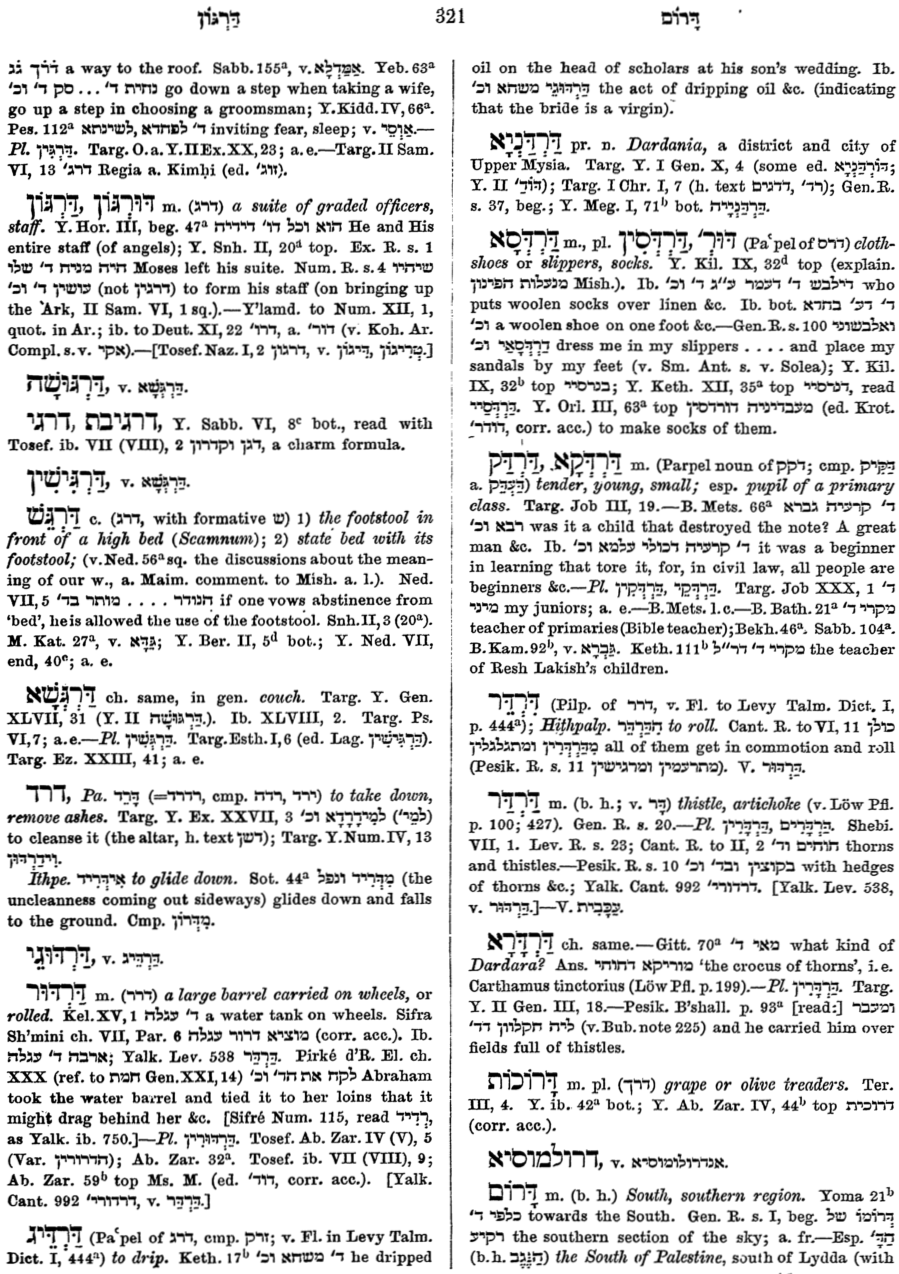 דַּרְגּוֹן
321
דָּרוֹם
דֹרֶךְ גג a way to the roof. Sabb. 155ᵃ, v. אַמְדְּלָא. Yeb. 63ᵃ
נחית ד' ... סק ד' וכ' go down a step when taking a wife,
go up a step in choosing a groomsman; Y.Kidd.IV, 66ᵃ.
Pes. 112ᵃ ד' לפחדא, לשינתא inviting fear, sleep; v. אֲוְסֵי.—
Pl. דַּרְגִּין. Targ. O. a. Y. II Ex. XX, 23; a. e.—Targ. II Sam.
VI, 13 דרג' Regia a. Kimḥi (ed. זוג').
דַּרְגּוֹן, דּוּרְגּוֹן m. (דרג) a suite of graded officers,
staff. Y. Hor. III, beg. 47ᵃ הוא וכל דו' דידיה He and His
entire staff (of angels); Y. Snh. II, 20ᵈ top. Ex. R. s. 1
היה מניח ד' שלו Moses left his suite. Num. R. s. 4 שיהיו
עושין ד' וכ' (not דרגין) to form his staff (on bringing up
the Ark, II Sam. VI, 1 sq.).—Y'lamd. to Num. XII, 1,
quot. in Ar.; ib. to Deut. XI, 22 דרו', a. דור' (v. Koh. Ar.
Compl. s. v. אקי).—[Tosef. Naz. I, 2 דרגון, v. דִּיגוֹן, טְרִיגוֹן.]
דַּרְגּוּשָׁה, v. דַּרְגְּשָׁא.
דרגיבת, דרגי, Y. Sabb. VI, 8ᶜ bot., read with
Tosef. ib. VII (VIII), 2 דגן וקדרון, a charm formula.
דַּרְגִּישִׁין, v. דַּרְגְּשָׁא.
דַּרְגֵּשׁ c. (דרג, with formative ש) 1) the footstool in
front of a high bed (Scamnum); 2) state bed with its
footstool; (v. Ned. 56ᵃ sq. the discussions about the mean-
ing of our w., a. Maim. comment. to Mish. a. l.). Ned.
VII, 5 הנודר .... מותר בד' if one vows abstinence from
'bed', he is allowed the use of the footstool. Snh. II, 3 (20ᵃ).
M. Kat. 27ᵃ, v. גַּדָּא; Y. Ber. II, 5ᵈ bot.; Y. Ned. VII,
end, 40ᶜ; a. e.
דַּרְגְּשָׁא ch. same, in gen. couch. Targ. Y. Gen.
XLVII, 31 (Y. II דַּרְגּוּשָׁה). Ib. XLVIII, 2. Targ. Ps.
VI, 7; a. e.—Pl. דַּרְגְּשִׁין. Targ. Esth. I, 6 (ed. Lag. דַּרְגִּישִׁין).
Targ. Ez. XXIII, 41; a. e.
דרד, Pa. דָּרֵד (=דרדר, cmp. ירד, רדה) to take down,
remove ashes. Targ. Y. Ex. XXVII, 3 למִידָרְדָא וכ' (למי')
to cleanse it (the altar, h. text דשן); Targ. Y. Num. IV, 13
וִידַרְדּוּן.
Ithpe. אִידְּרִיד to glide down. Sot. 44ᵃ מִדְּרִיד ונפל (the
uncleanness coming out sideways) glides down and falls
to the ground. Cmp. מִדְרוֹן.
דַּרְדּוּגֵי, v. דַּרְדֵּיג.
דַּרְדּוּר m. (דרר) a large barrel carried on wheels, or
rolled. Kel. XV, 1 ד' עגלה a water tank on wheels. Sifra
Sh'mini ch. VII, Par. 6 מוציא דרור עגלה (corr. acc.). Ib.
ארבה ד' עגלה; Yalk. Lev. 538 דַּרְדַּר. Pirké d'R. El. ch.
XXX (ref. to חמת Gen. XXI, 14) לקח את הד' וכ' Abraham
took the water barrel and tied it to her loins that it
might drag behind her &c. [Sifré Num. 115, read רְדִיד,
as Yalk. ib. 750.]—Pl. דַּרְדּוּרִין. Tosef. Ab. Zar. IV (V), 5
(Var. הדרורין); Ab. Zar. 32ᵃ. Tosef. ib. VII (VIII), 9;
Ab. Zar. 59ᵇ top Ms. M. (ed. דוד', corr. acc.). [Yalk.
Cant. 992 דרדורי', v. דַּרְדַּר.]
דַּרְדֵּיג (Paʿpel of דרג, cmp. זרק; v. Fl. in Levy Talm.
Dict. I, 444ᵃ) to drip. Keth. 17ᵇ ד' משחא וכ' he dripped
oil on the head of scholars at his son's wedding. Ib.
דַּרְדּוּגֵי משחא וכ' the act of dripping oil &c. (indicating
that the bride is a virgin).
דַּרְדַּנְיָא pr. n. Dardania, a district and city of
Upper Mysia. Targ. Y. I Gen. X, 4 (some ed. דּוֹרְדַּנְיָא;
Y. II דּוֹד'); Targ. I Chr. I, 7 (h. text רד', דדנים); Gen. R.
s. 37, beg.; Y. Meg. I, 71ᵇ bot. דַּרְדַּנְיָיה.
דַּרְדְּסָא m., pl. דַּרְדְּסִין, דּוּרְ' (Paʿpel of דרס) cloth-
shoes or slippers, socks. Y. Kil. IX, 32ᵈ top (explain.
מנעלות הפינון Mish.). Ib. דילבש ד' דעמר ע"ג ד' וכ' who
puts woolen socks over linen &c. Ib. bot. ד' דע' בחדא
וכ' a woolen shoe on one foot &c.—Gen. R. s. 100 ואלבשוני
דַּרְדְּסַאי וכ' dress me in my slippers .... and place my
sandals by my feet (v. Sm. Ant. s. v. Solea); Y. Kil.
IX, 32ᵇ top בנרסיי; Y. Keth. XII, 35ᵃ top דנרסיי, read
דַּרְדְּסַיי. Y. Orl. III, 63ᵃ top מעבדיניה דורדסין (ed. Krot.
דודר', corr. acc.) to make socks of them.
דַּרְדְּקָא, דַּרְדַּק m. (Parpel noun of דקק; cmp. דַּקִּיק
a. דַּעְדַּק) tender, young, small; esp. pupil of a primary
class. Targ. Job III, 19.—B. Mets. 66ᵃ ד' קרעיה גברא
רבא וכ' was it a child that destroyed the note? A great
man &c. Ib. ד' קרעיה דכולי עלמא וכ' it was a beginner
in learning that tore it, for, in civil law, all people are
beginners &c.—Pl. דַּרְדְּקֵי, דַּרְדְּקִין. Targ. Job XXX, 1 ד'
מיני my juniors; a. e.—B. Mets. l. c.—B. Bath. 21ᵃ מקרי ד'
teacher of primaries (Bible teacher); Bekh. 46ᵃ. Sabb. 104ᵃ.
B. Kam. 92ᵇ, v. גַּבְרָא. Keth. 111ᵇ מקרי ד' דר"ל the teacher
of Resh Lakish's children.
דִּרְדֵּר (Pilp. of דרר, v. Fl. to Levy Talm. Dict. I,
p. 444ᵃ); Hithpalp. הִדַּרְדֵּר to roll. Cant. R. to VI, 11 כולן
מִדַּרְדְּרִין ומתגלגלין all of them get in commotion and roll
(Pesik. R. s. 11 מתרעמין ומרגישין). V. דַּרְדּוּר.
דַּרְדַּר m. (b. h.; v. דָּר) thistle, artichoke (v. Löw Pfl.
p. 100; 427). Gen. R. s. 20.—Pl. דַּרְדָּרִים, דַּרְדָּרִין. Shebi.
VII, 1. Lev. R. s. 23; Cant. R. to II, 2 חוחים וד' thorns
and thistles.—Pesik. R. s. 10 בקוצין ובד' וכ' with hedges
of thorns &c.; Yalk. Cant. 992 דרדורי'. [Yalk. Lev. 538,
v. דַּרְדּוּר.]—V. עַכָּבִית.
דַּרְדְּרָא ch. same.—Gitt. 70ᵃ מאי ד' what kind of
Dardara? Ans. מוריקא דחוחי 'the crocus of thorns', i. e.
Carthamus tinctorius (Löw Pfl. p. 199).—Pl. דַּרְדְּרִין. Targ.
Y. II Gen. III, 18.—Pesik. B'shall. p. 93ᵃ [read:] ומעבר
ליה חקלוון דד' (v. Bub. note 225) and he carried him over
fields full of thistles.
דָּרוֹכוֹת m. pl. (דרך) grape or olive treaders. Ter.
III, 4. Y. ib. 42ᵃ bot.; Y. Ab. Zar. IV, 44ᵇ top דרוכית
(corr. acc.).
דרולמוסיא, v. אנדרולומוסיא.
דָּרוֹם m. (b. h.) South, southern region. Yoma 21ᵇ
כלפי ד' towards the South. Gen. R. s. I, beg. דְּרוֹמוֹ של
רקיע the southern section of the sky; a. fr.—Esp. הַדָּ'
(b. h. הַנֶּגֶב) the South of Palestine, south of Lydda (with